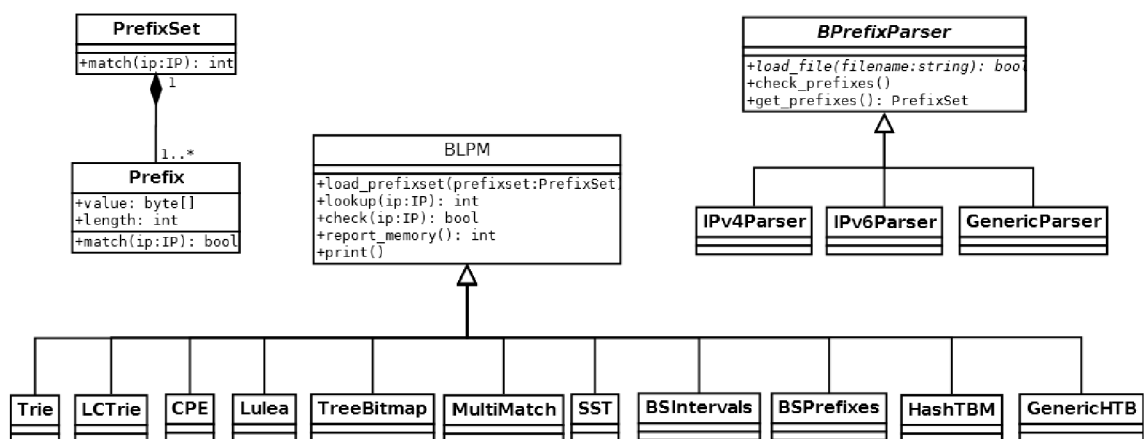 PrefixSet
+match(ip:IP): int
1
1..*
Prefix
+value: byte[]
+length: int
+match(ip:IP): bool
BLPM
+load_prefixset(prefixset:PrefixSet)
+lookup(ip:IP): int
+check(ip:IP): bool
+report_memory(): int
+print()
BPrefixParser
+load_file(filename:string): bool
+check_prefixes()
+get_prefixes(): PrefixSet
IPv4Parser
IPv6Parser
GenericParser
Trie
LCTrie
CPE
Lulea
TreeBitmap
MultiMatch
SST
BSIntervals
BSPrefixes
HashTBM
GenericHTB